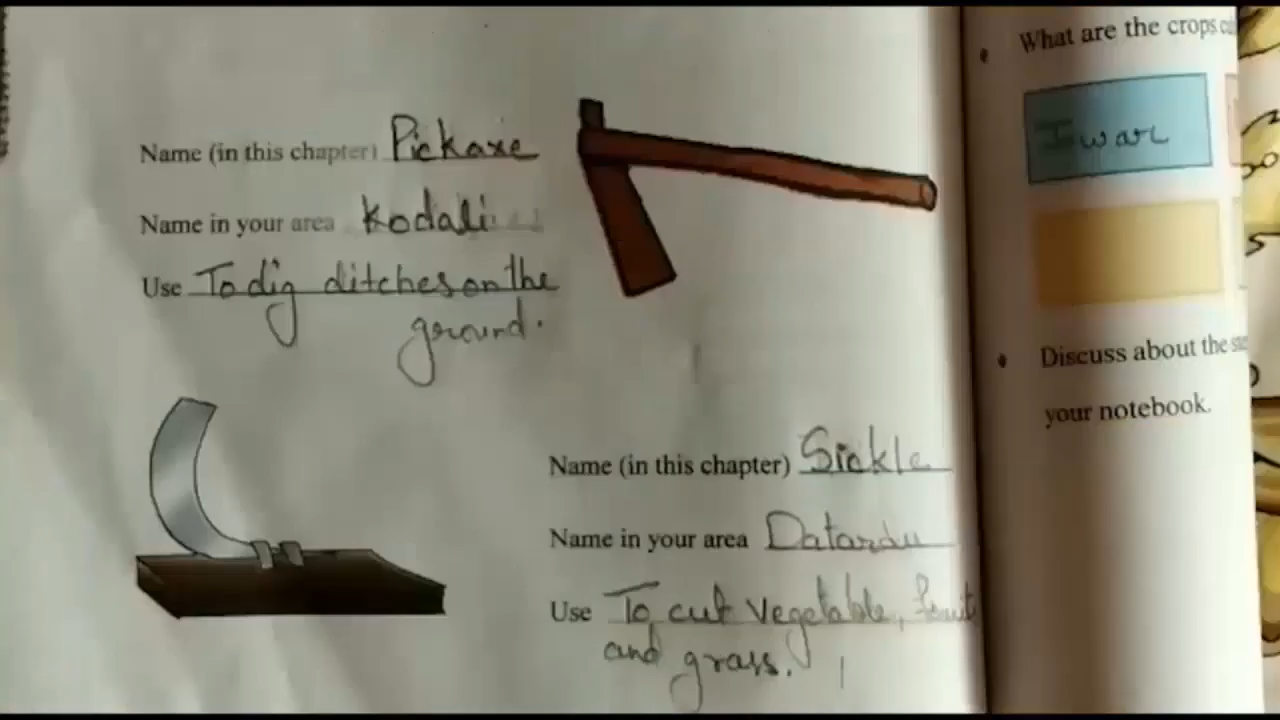 Name (in this chapter) Pickaxe
Name in your area Kodali
Use To dig ditches on the
ground.
Name (in this chapter) Sickle
Name in your area Datardu
Use To cut vegetable, fruit
and grass.
What are the crops
Jwar
Discuss about the
your notebook.